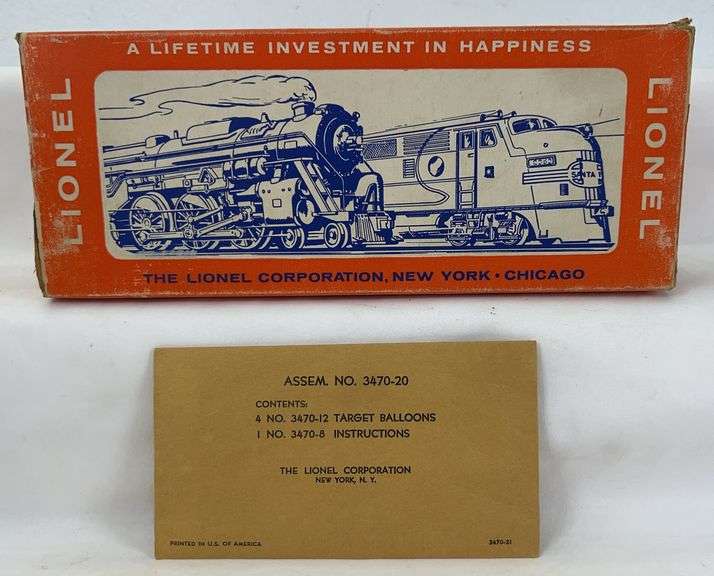 A LIFETIME INVESTMENT IN HAPPINESS
LIONEL
LIONEL
SANTA
THE LIONEL CORPORATION, NEW YORK • CHICAGO
ASSEM. NO. 3470-20
CONTENTS:
4 NO. 3470-12 TARGET BALLOONS
1 NO. 3470-8 INSTRUCTIONS
THE LIONEL CORPORATION
NEW YORK, N. Y.
PRINTED IN U.S. OF AMERICA
3470-21